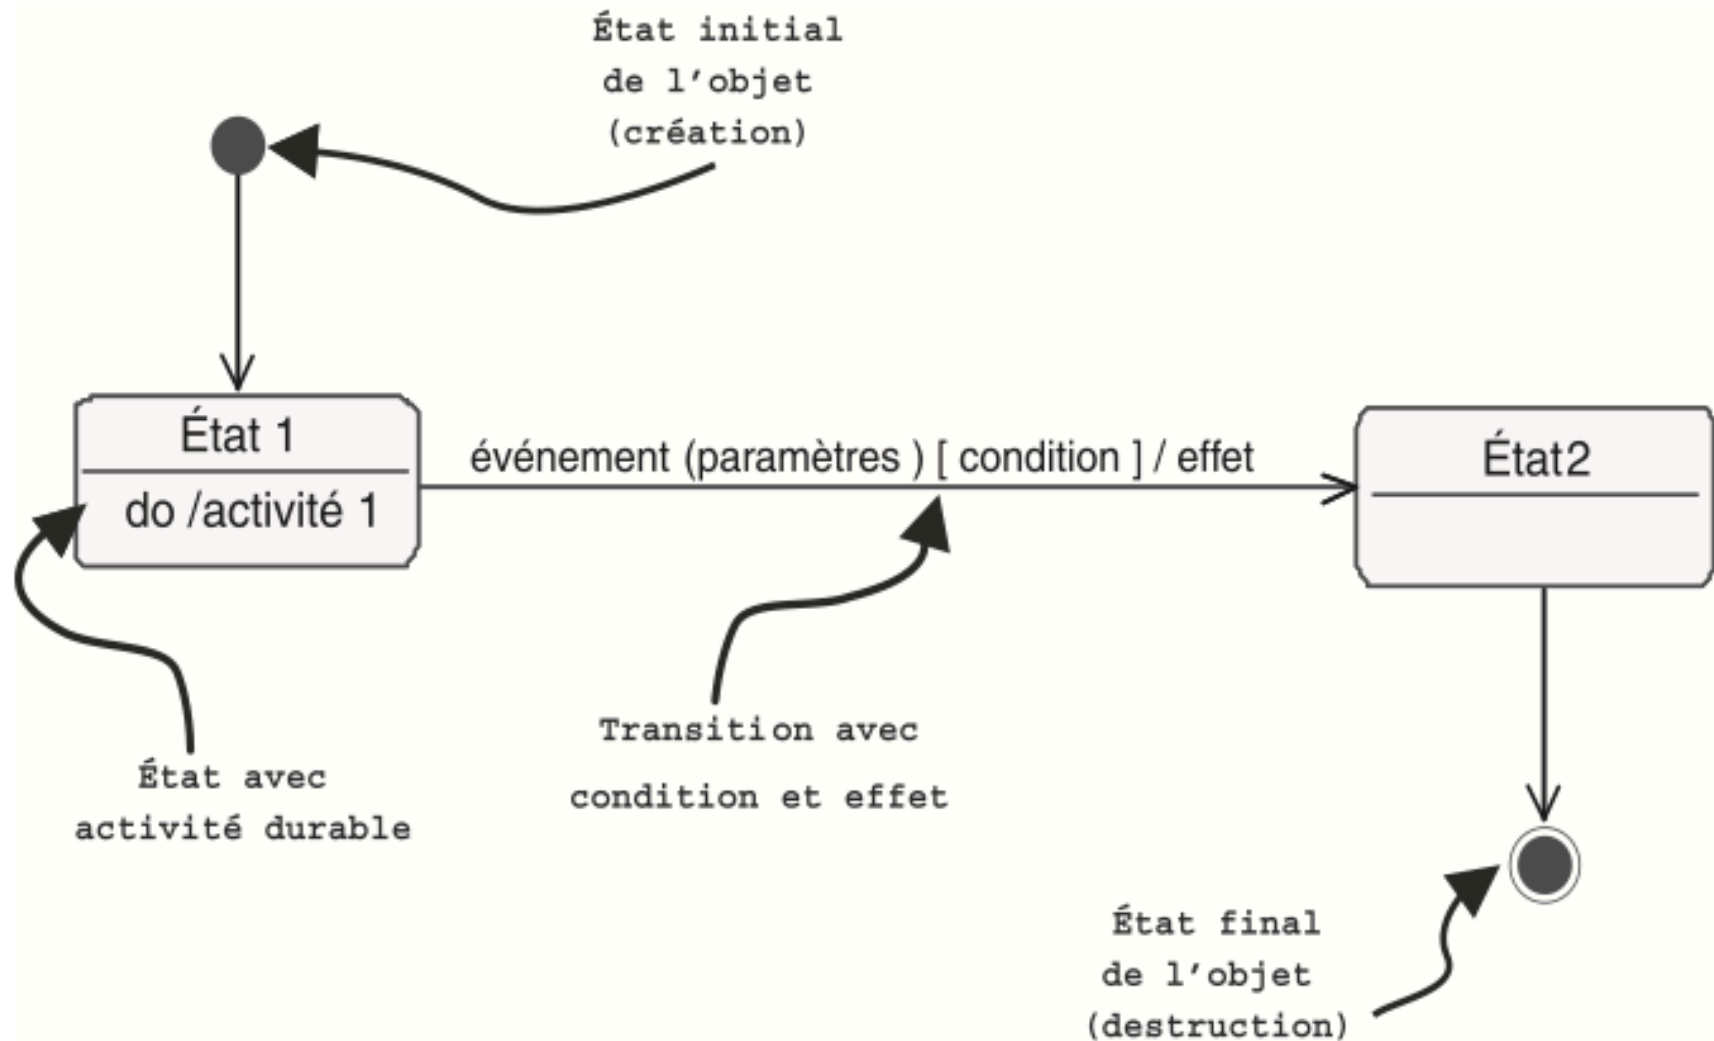 État initial
de l’objet
(création)
État 1
do /activité 1
événement (paramètres ) [ condition ] / effet
État2
Transition avec
condition et effet
État avec
activité durable
État final
de l’objet
(destruction)